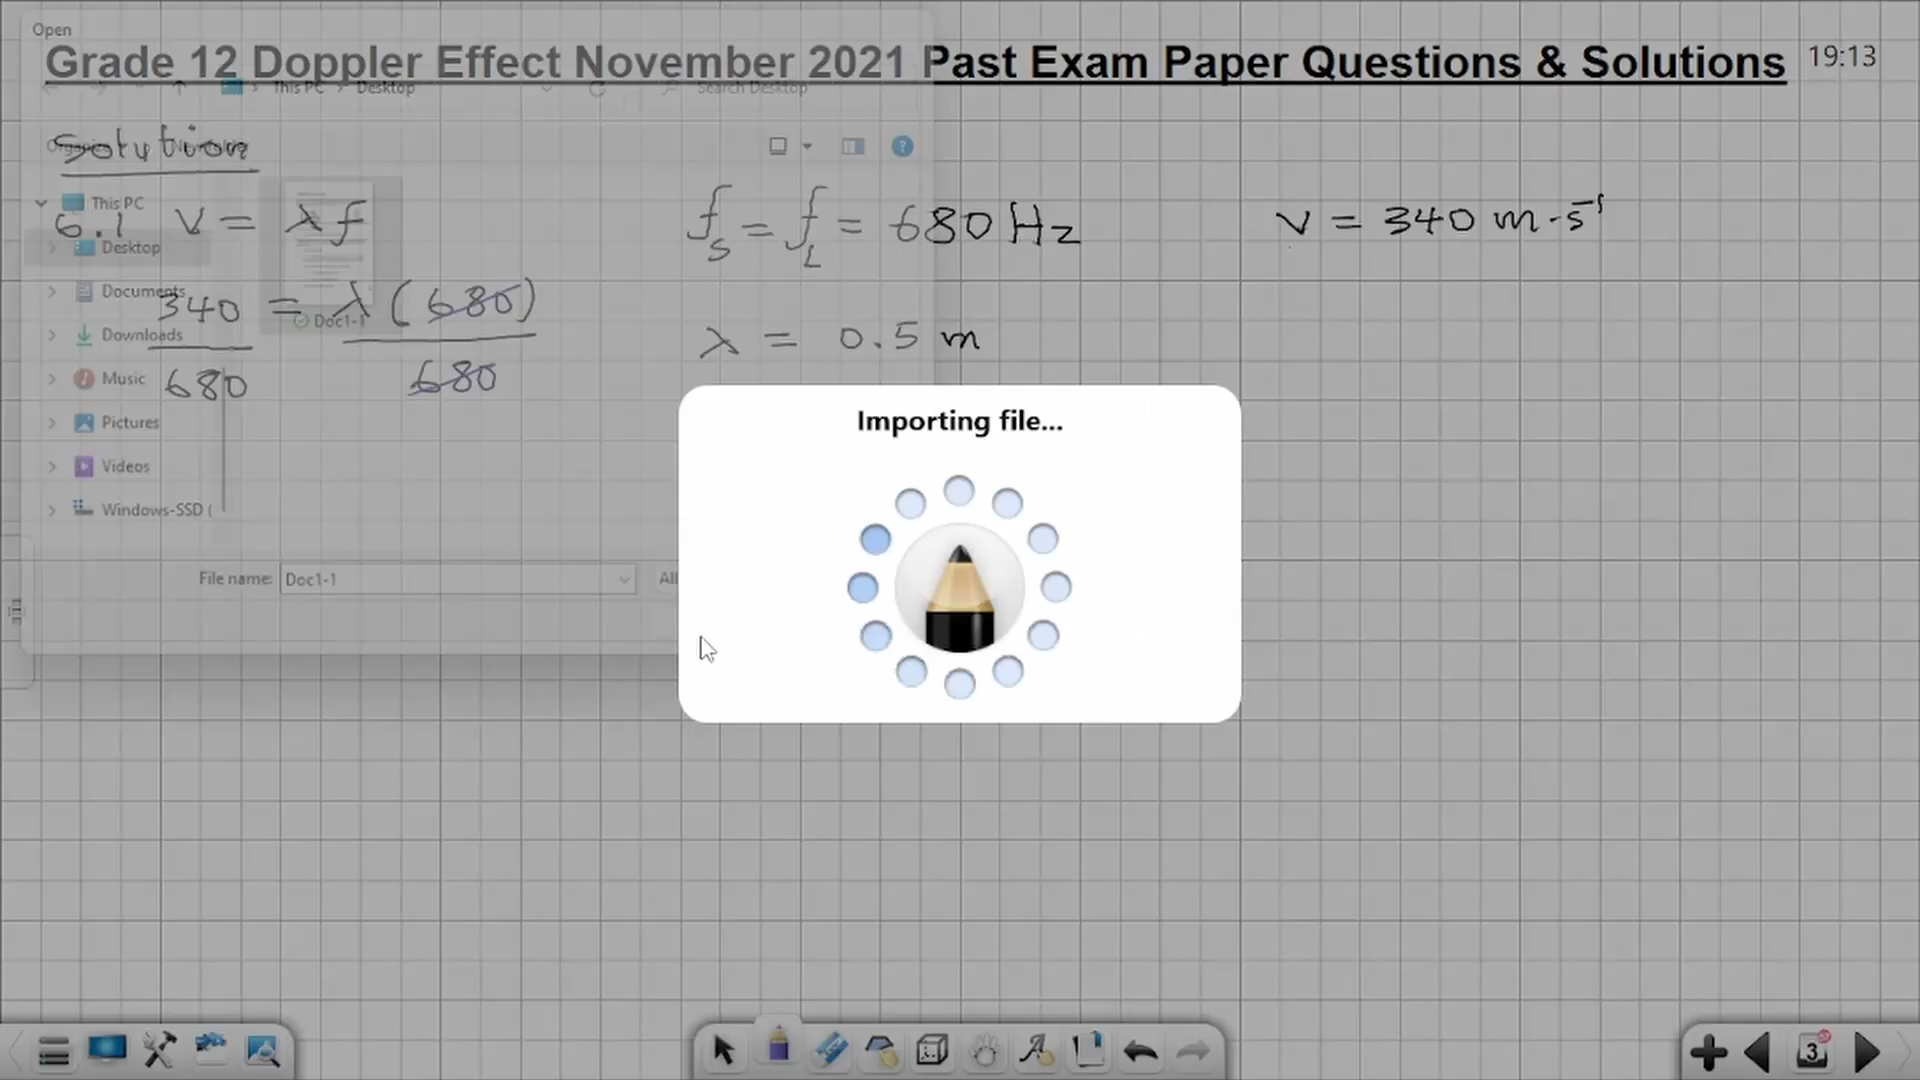 Open
Grade 12 Doppler Effect November 2021 Past Exam Paper Questions & Solutions
19:13
This PC > Desktop
Search Desktop
Solution
This PC
6.1 V = λf
f_S = f_L = 680 Hz
v = 340 m·s⁻¹
Desktop
Documents
340 = λ(680)
Doc1-1
Downloads
λ = 0.5 m
Music
680 680
Pictures
Importing file...
Videos
Windows-SSD (
File name: Doc1-1
All
3